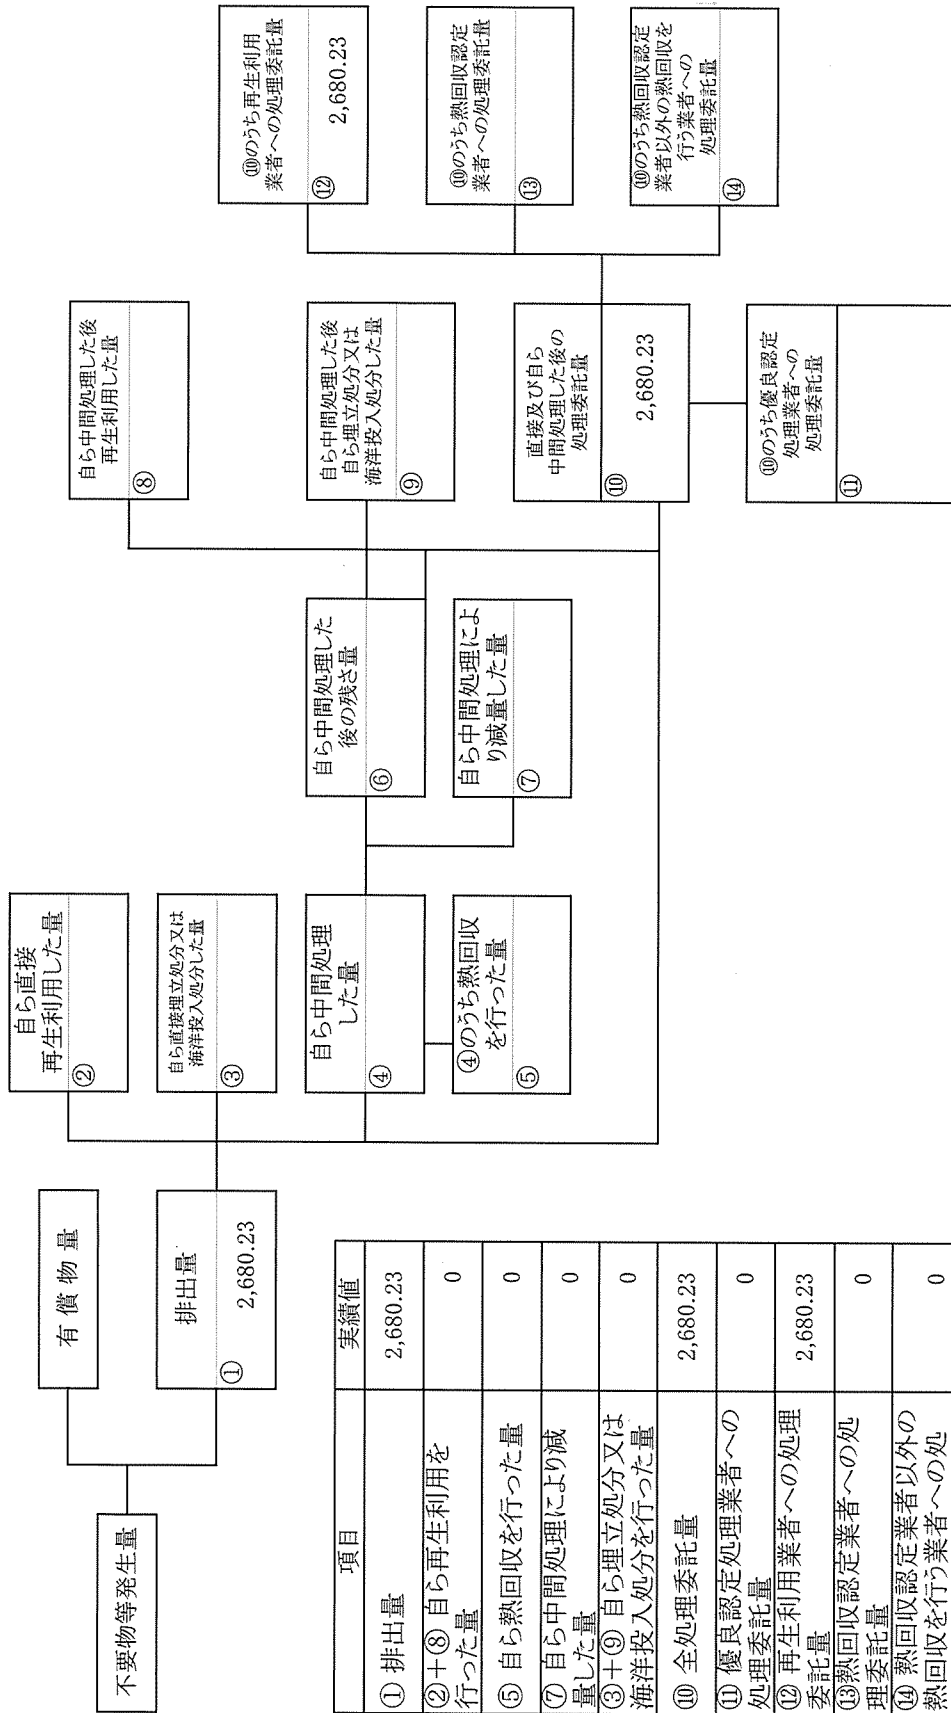 不要物等発生量
有償物量
排出量
①
2,680.23
自ら直接
再生利用した量
②
自ら直接埋立処分又は
海洋投入処分した量
③
自ら中間処理
した量
④
④のうち熱回収
を行った量
⑤
自ら中間処理した
後の残さ量
⑥
自ら中間処理によ
り減量した量
⑦
自ら中間処理した後
再生利用した量
⑧
自ら中間処理した後
自ら埋立処分又は
海洋投入処分した量
⑨
直接及び自ら
中間処理した後の
処理委託量
⑩
2,680.23
⑩のうち優良認定
処理業者への
処理委託量
⑪
⑩のうち再生利用
業者への処理委託量
⑫
2,680.23
⑩のうち熱回収認定
業者への処理委託量
⑬
⑩のうち熱回収認定
業者以外の熱回収を
行う業者への
処理委託量
⑭
項目 実績値
① 排出量 2,680.23
②+⑧ 自ら再生利用を
行った量 0
⑤ 自ら熱回収を行った量 0
⑦ 自ら中間処理により減
量した量 0
③+⑨ 自ら埋立処分又は
海洋投入処分を行った量 0
⑩ 全処理委託量 2,680.23
⑪ 優良認定処理業者への
処理委託量 0
⑫ 再生利用業者への処理
委託量 2,680.23
⑬熱回収認定業者への処
理委託量 0
⑭ 熱回収認定業者以外の
熱回収を行う業者への処 0